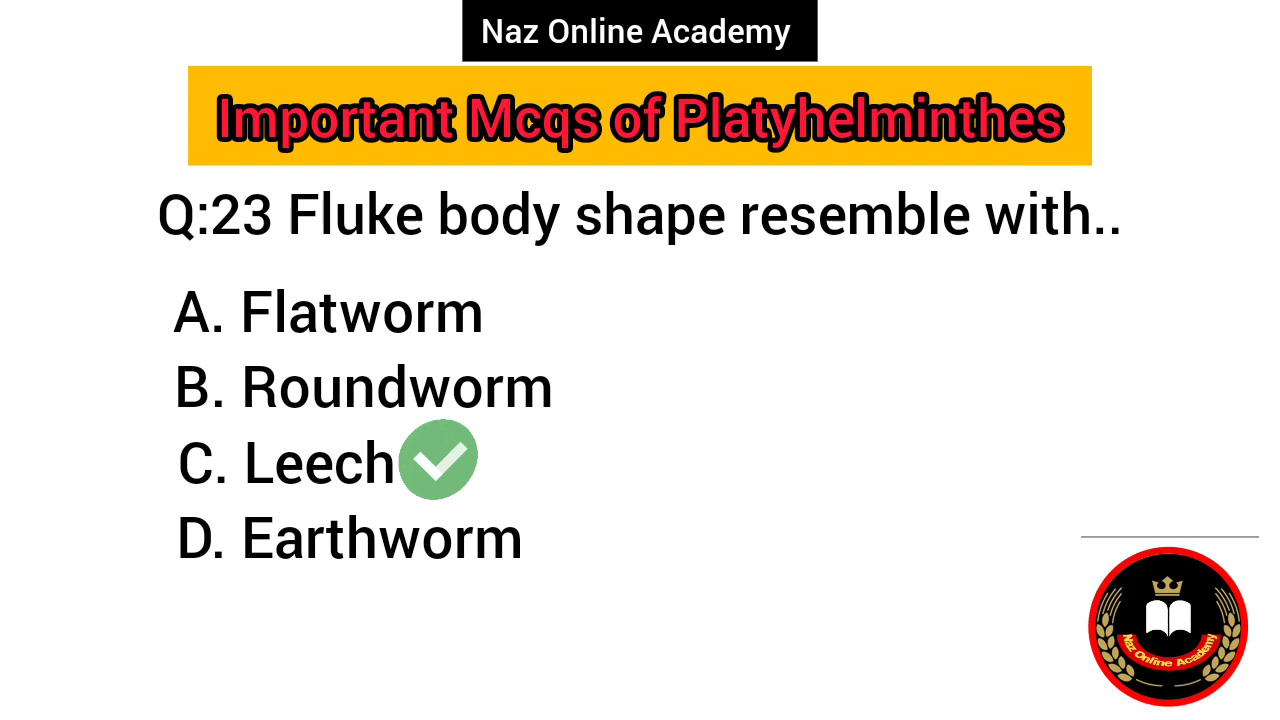 Naz Online Academy
Important Mcqs of Platyhelminthes
Q:23 Fluke body shape resemble with..
A. Flatworm
B. Roundworm
C. Leech
D. Earthworm
Naz Online Academy